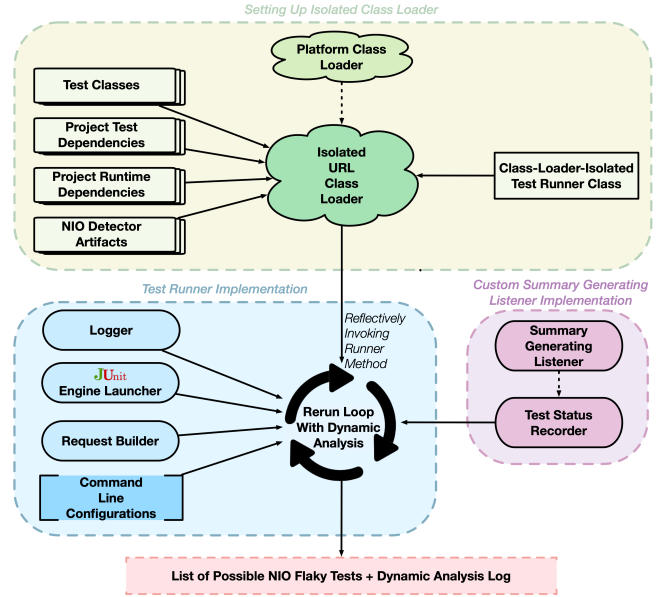 Setting Up Isolated Class Loader
Platform Class
Loader
Test Classes
Project Test
Dependencies
Project Runtime
Dependencies
NIO Detector
Artifacts
Isolated
URL
Class
Loader
Class-Loader-Isolated
Test Runner Class
Test Runner Implementation
Custom Summary Generating
Listener Implementation
Reflectively
Invoking
Runner
Method
Logger
JUnit
Engine Launcher
Request Builder
Command
Line
Configurations
Rerun Loop
With Dynamic
Analysis
Summary
Generating
Listener
Test Status
Recorder
List of Possible NIO Flaky Tests + Dynamic Analysis Log